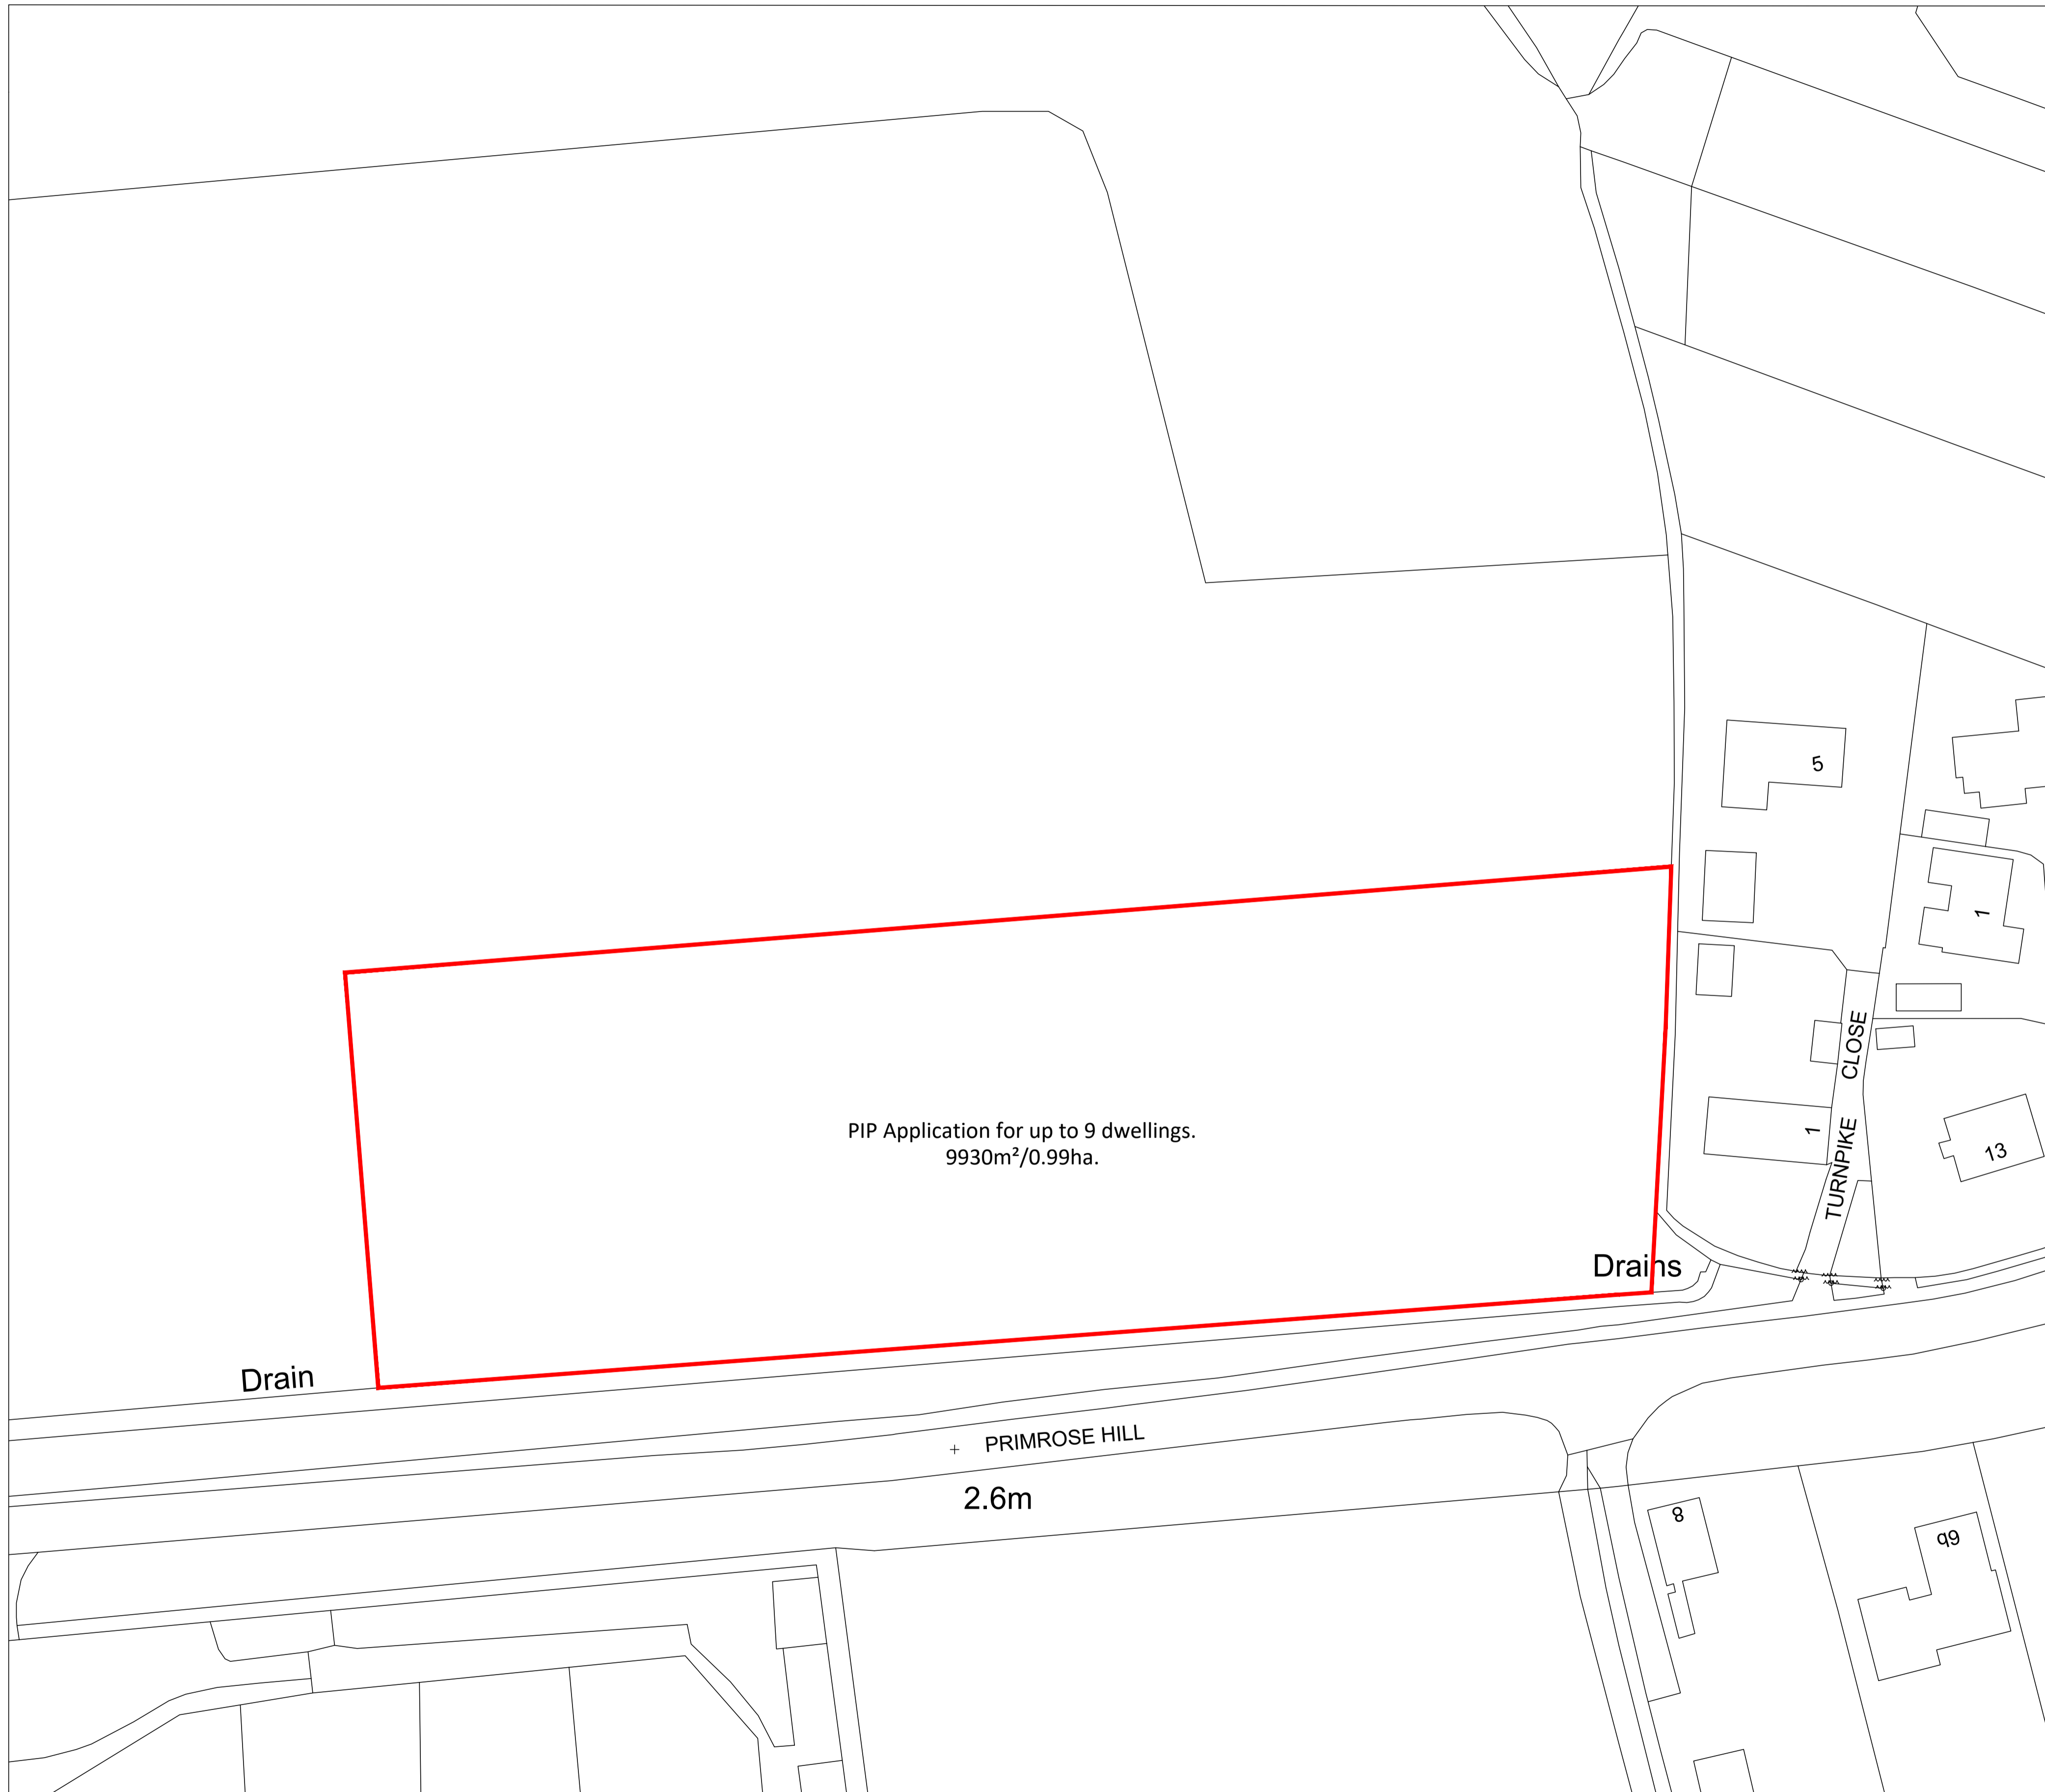 5
1
TURNPIKE CLOSE
1
13
PIP Application for up to 9 dwellings.
9930m²/0.99ha.
Drains
Drain
PRIMROSE HILL
2.6m
8
9b